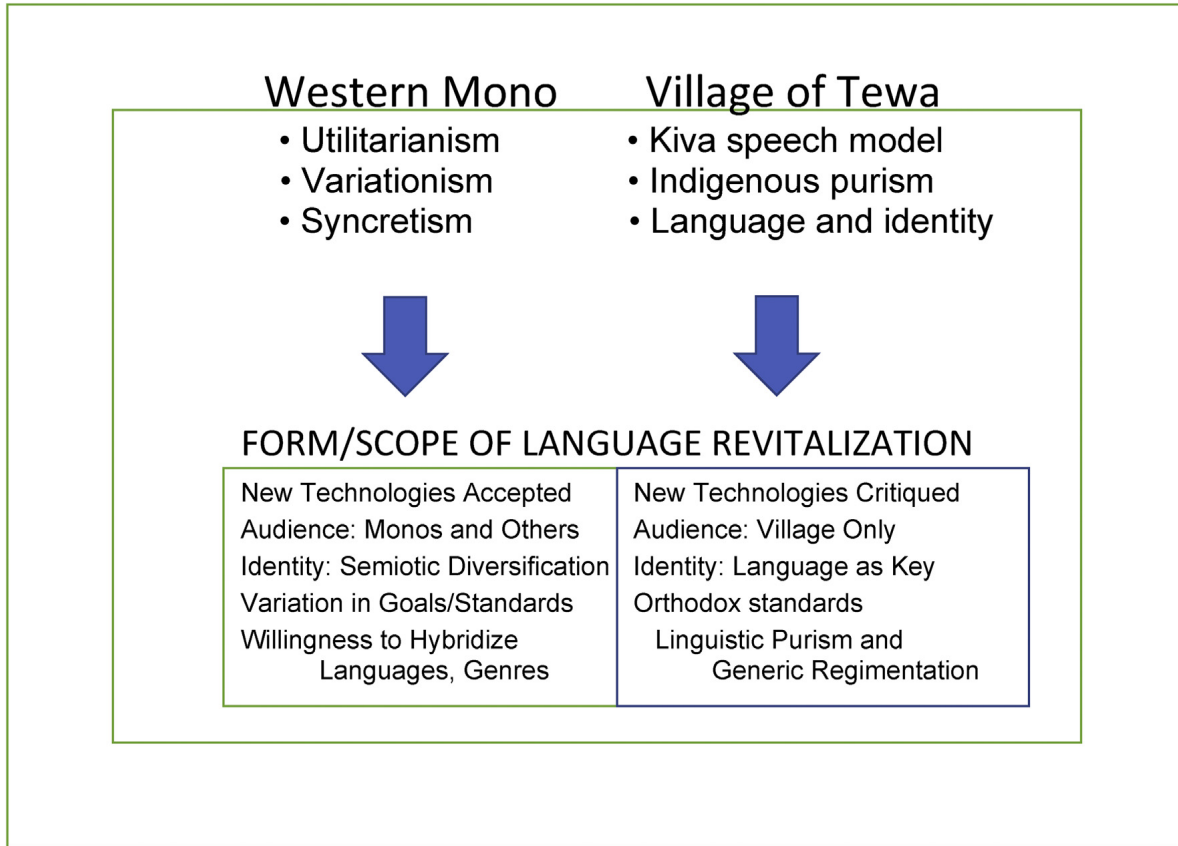 Western Mono
• Utilitarianism
• Variationism
• Syncretism
Village of Tewa
• Kiva speech model
• Indigenous purism
• Language and identity
FORM/SCOPE OF LANGUAGE REVITALIZATION
New Technologies Accepted
Audience: Monos and Others
Identity: Semiotic Diversification
Variation in Goals/Standards
Willingness to Hybridize
Languages, Genres
New Technologies Critiqued
Audience: Village Only
Identity: Language as Key
Orthodox standards
Linguistic Purism and
Generic Regimentation